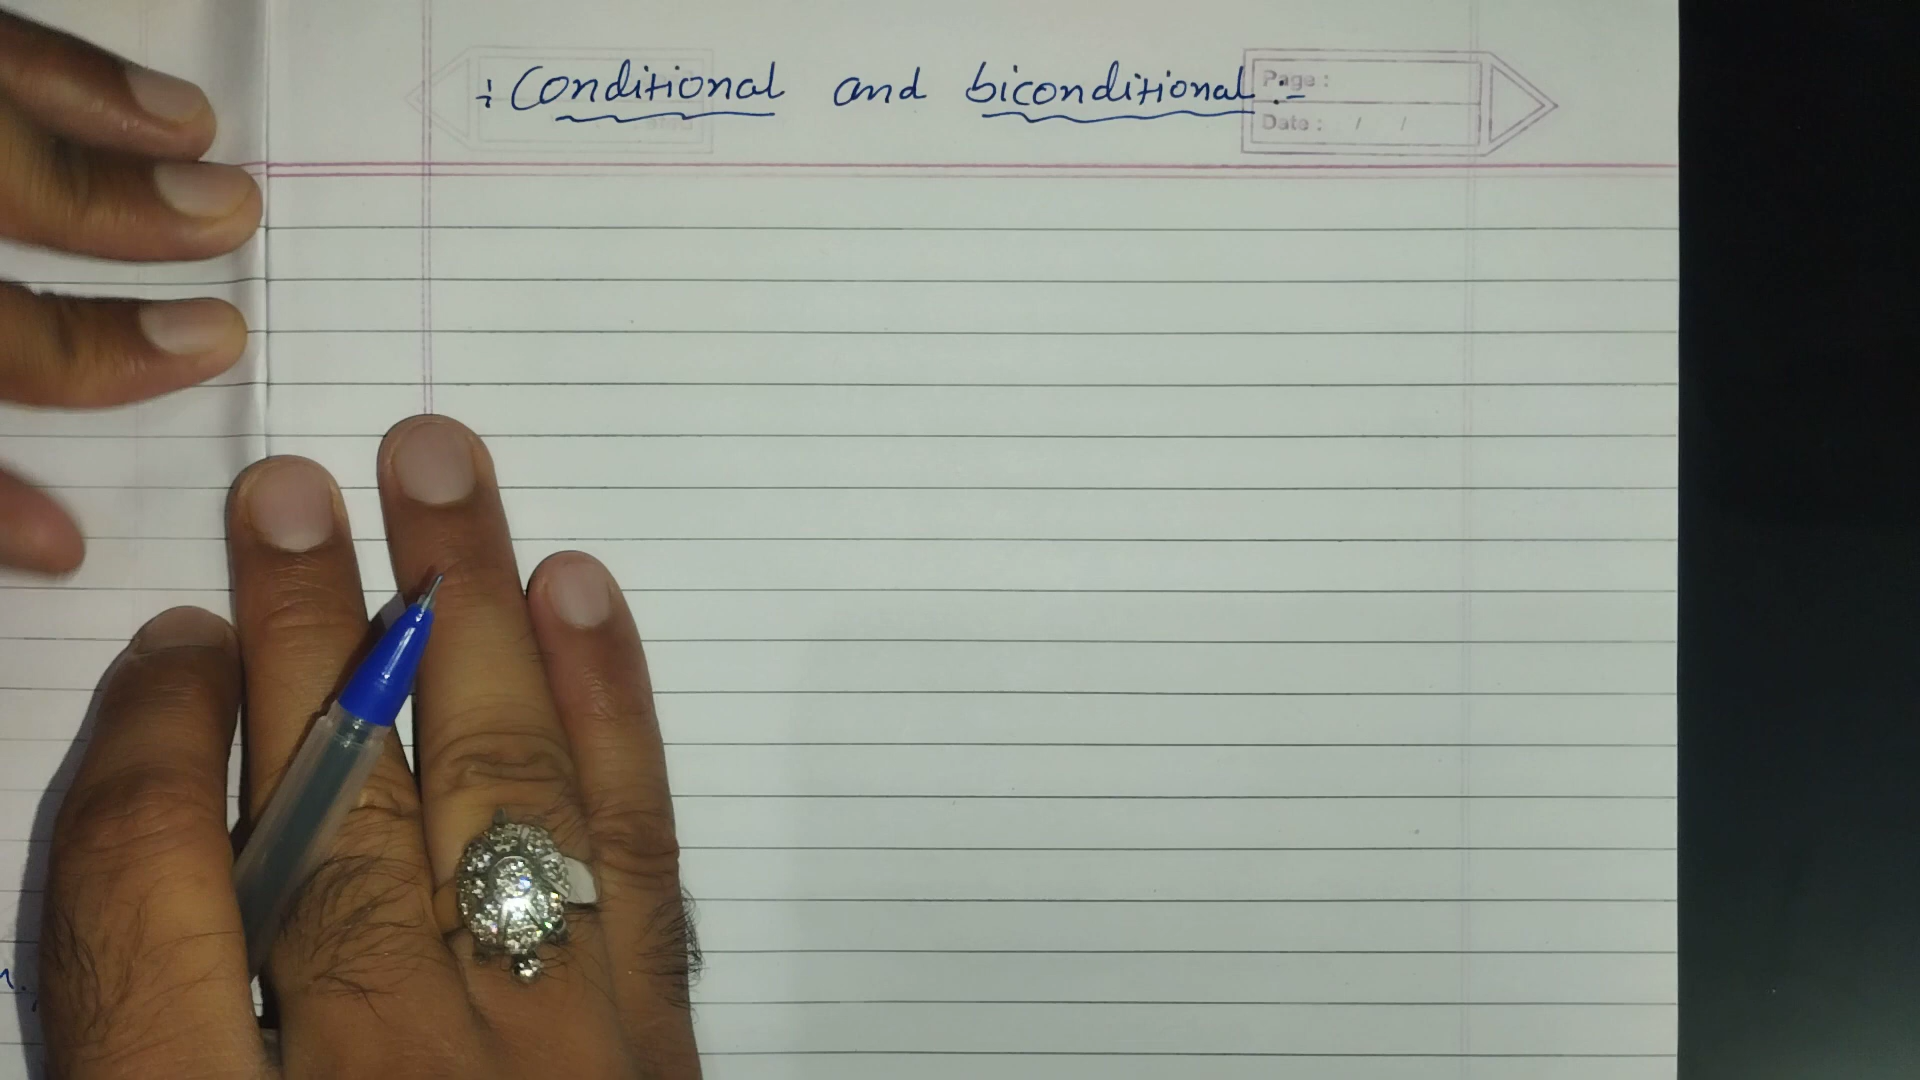 :- Conditional and biconditional :-
Page :
Date : / /